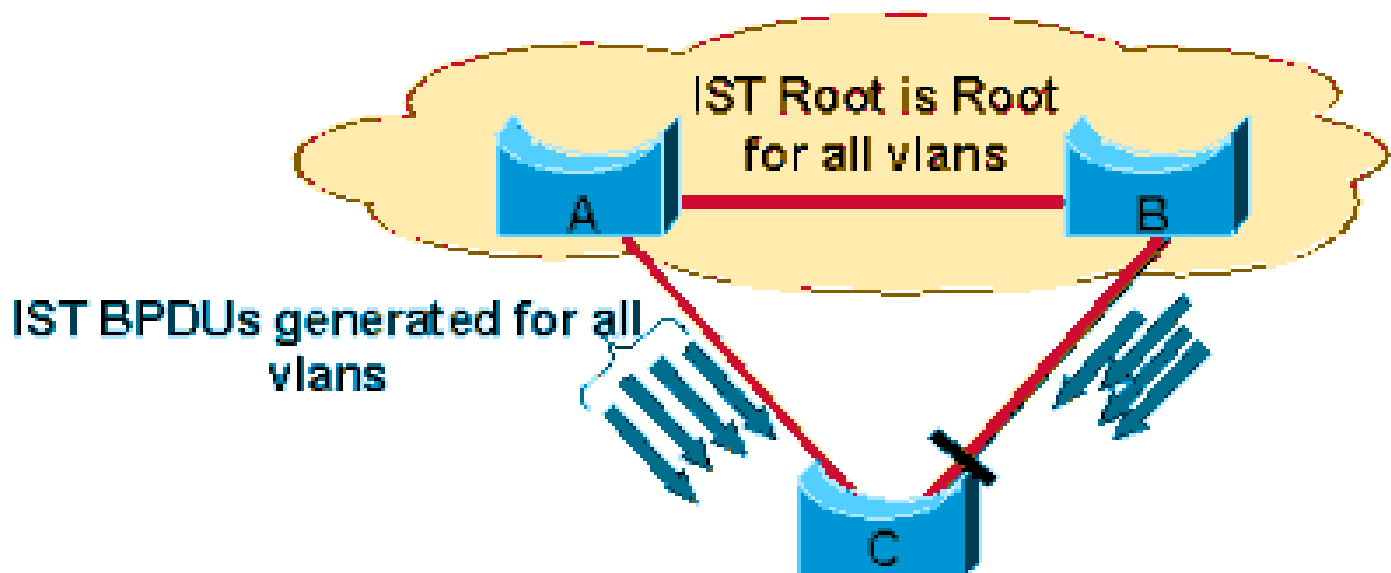 IST Root is Root
for all vlans
A
B
IST BPDUs generated for all
vlans
C